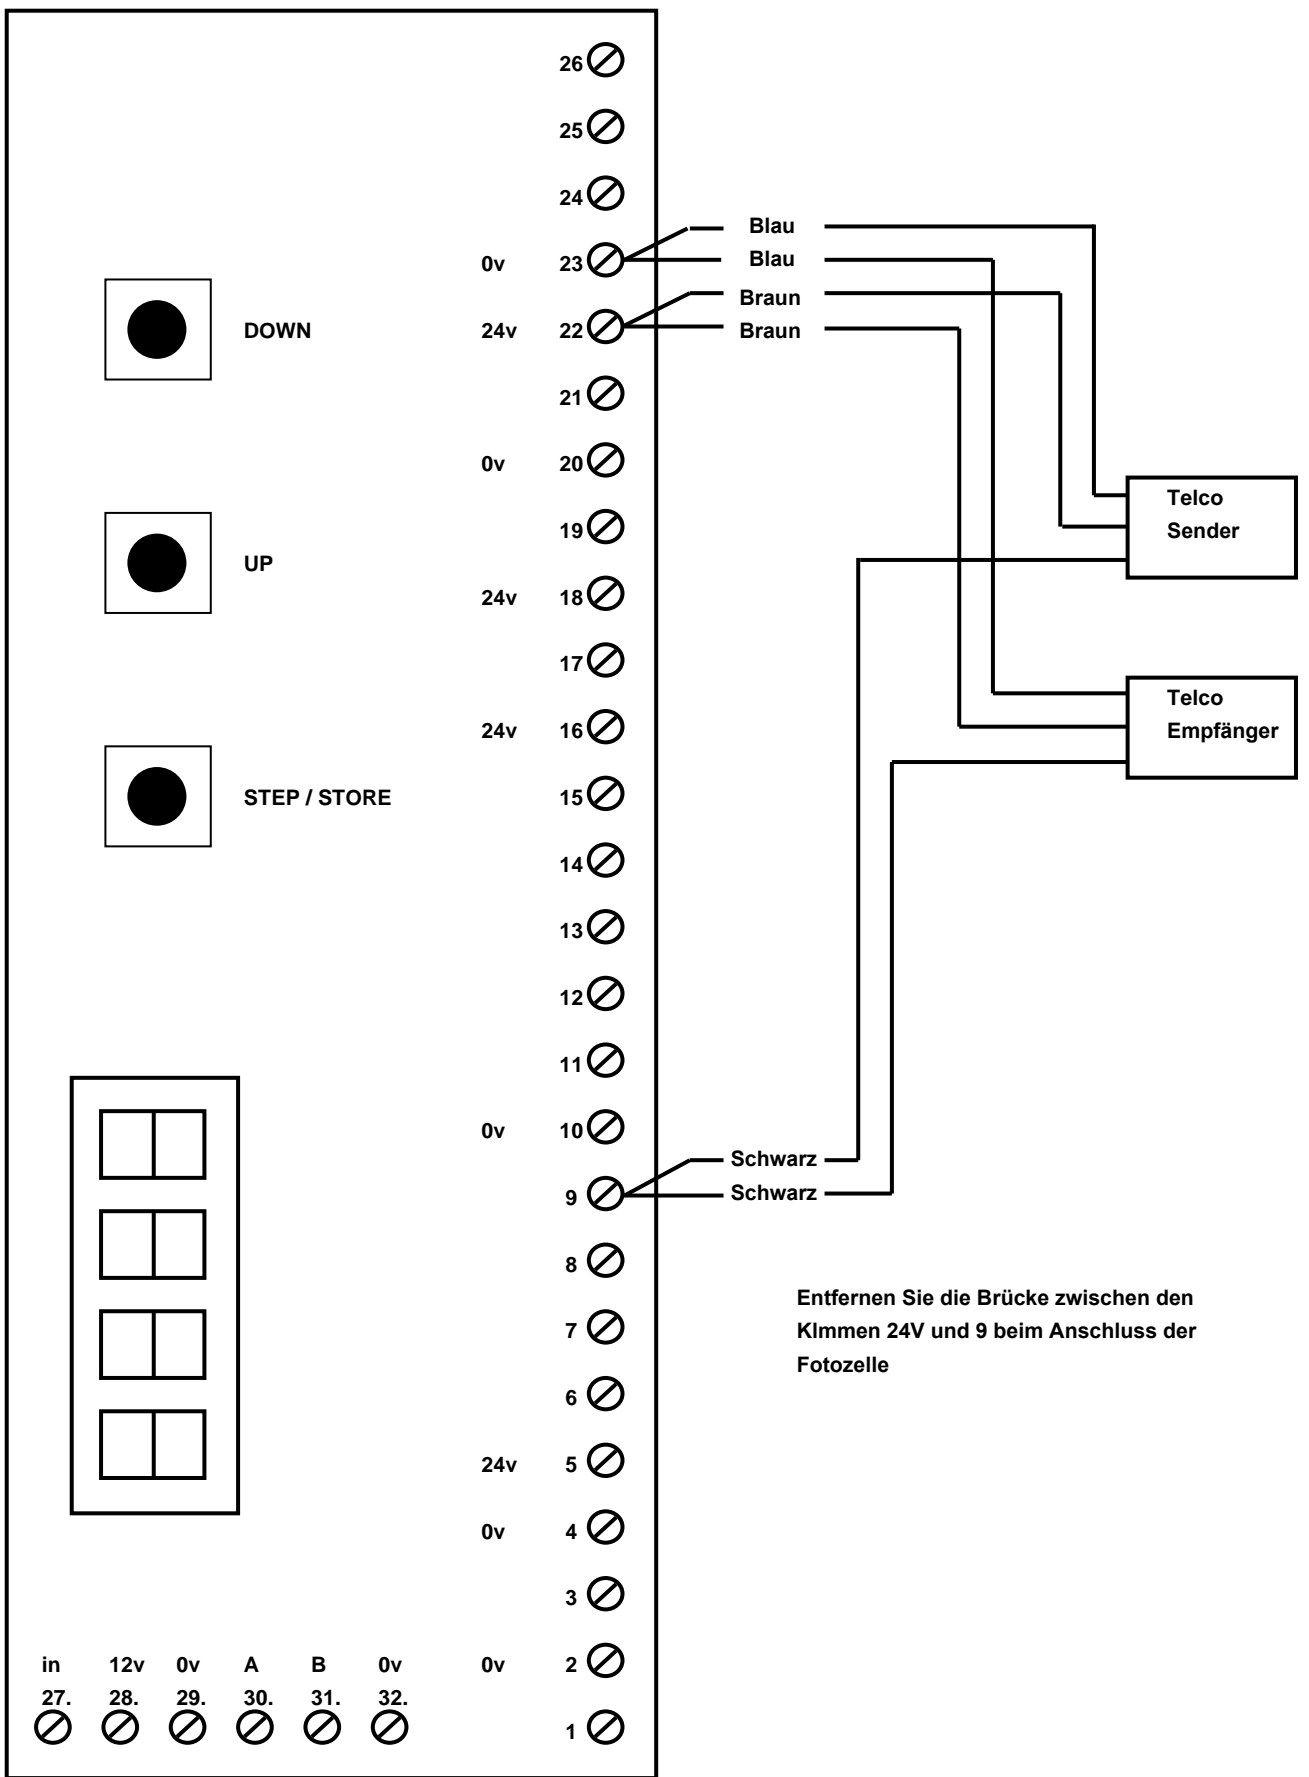 26
25
24
Blau
0v 23 Blau
Braun
DOWN 24v 22 Braun
21
0v 20
Telco
19 Sender
UP
24v 18
17
Telco
24v 16 Empfänger
STEP / STORE 15
14
13
12
11
0v 10
Schwarz
9 Schwarz
8
Entfernen Sie die Brücke zwischen den
7 Klmmen 24V und 9 beim Anschluss der
Fotozelle
6
24v 5
0v 4
3
in 12v 0v A B 0v 0v 2
27. 28. 29. 30. 31. 32.
1